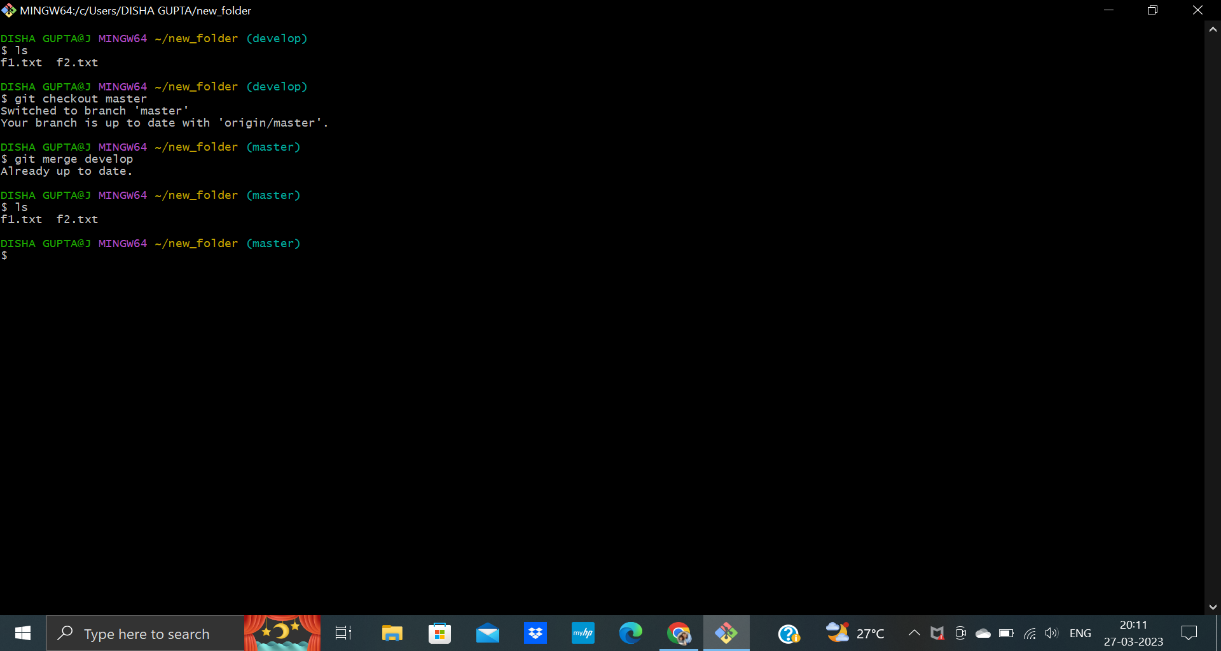 MINGW64:/c/Users/DISHA GUPTA/new_folder
DISHA GUPTA@J MINGW64 ~/new_folder (develop)
$ ls
f1.txt  f2.txt
DISHA GUPTA@J MINGW64 ~/new_folder (develop)
$ git checkout master
Switched to branch 'master'
Your branch is up to date with 'origin/master'.
DISHA GUPTA@J MINGW64 ~/new_folder (master)
$ git merge develop
Already up to date.
DISHA GUPTA@J MINGW64 ~/new_folder (master)
$ ls
f1.txt  f2.txt
DISHA GUPTA@J MINGW64 ~/new_folder (master)
$
Type here to search
myhp
27°C
ENG
20:11
27-03-2023